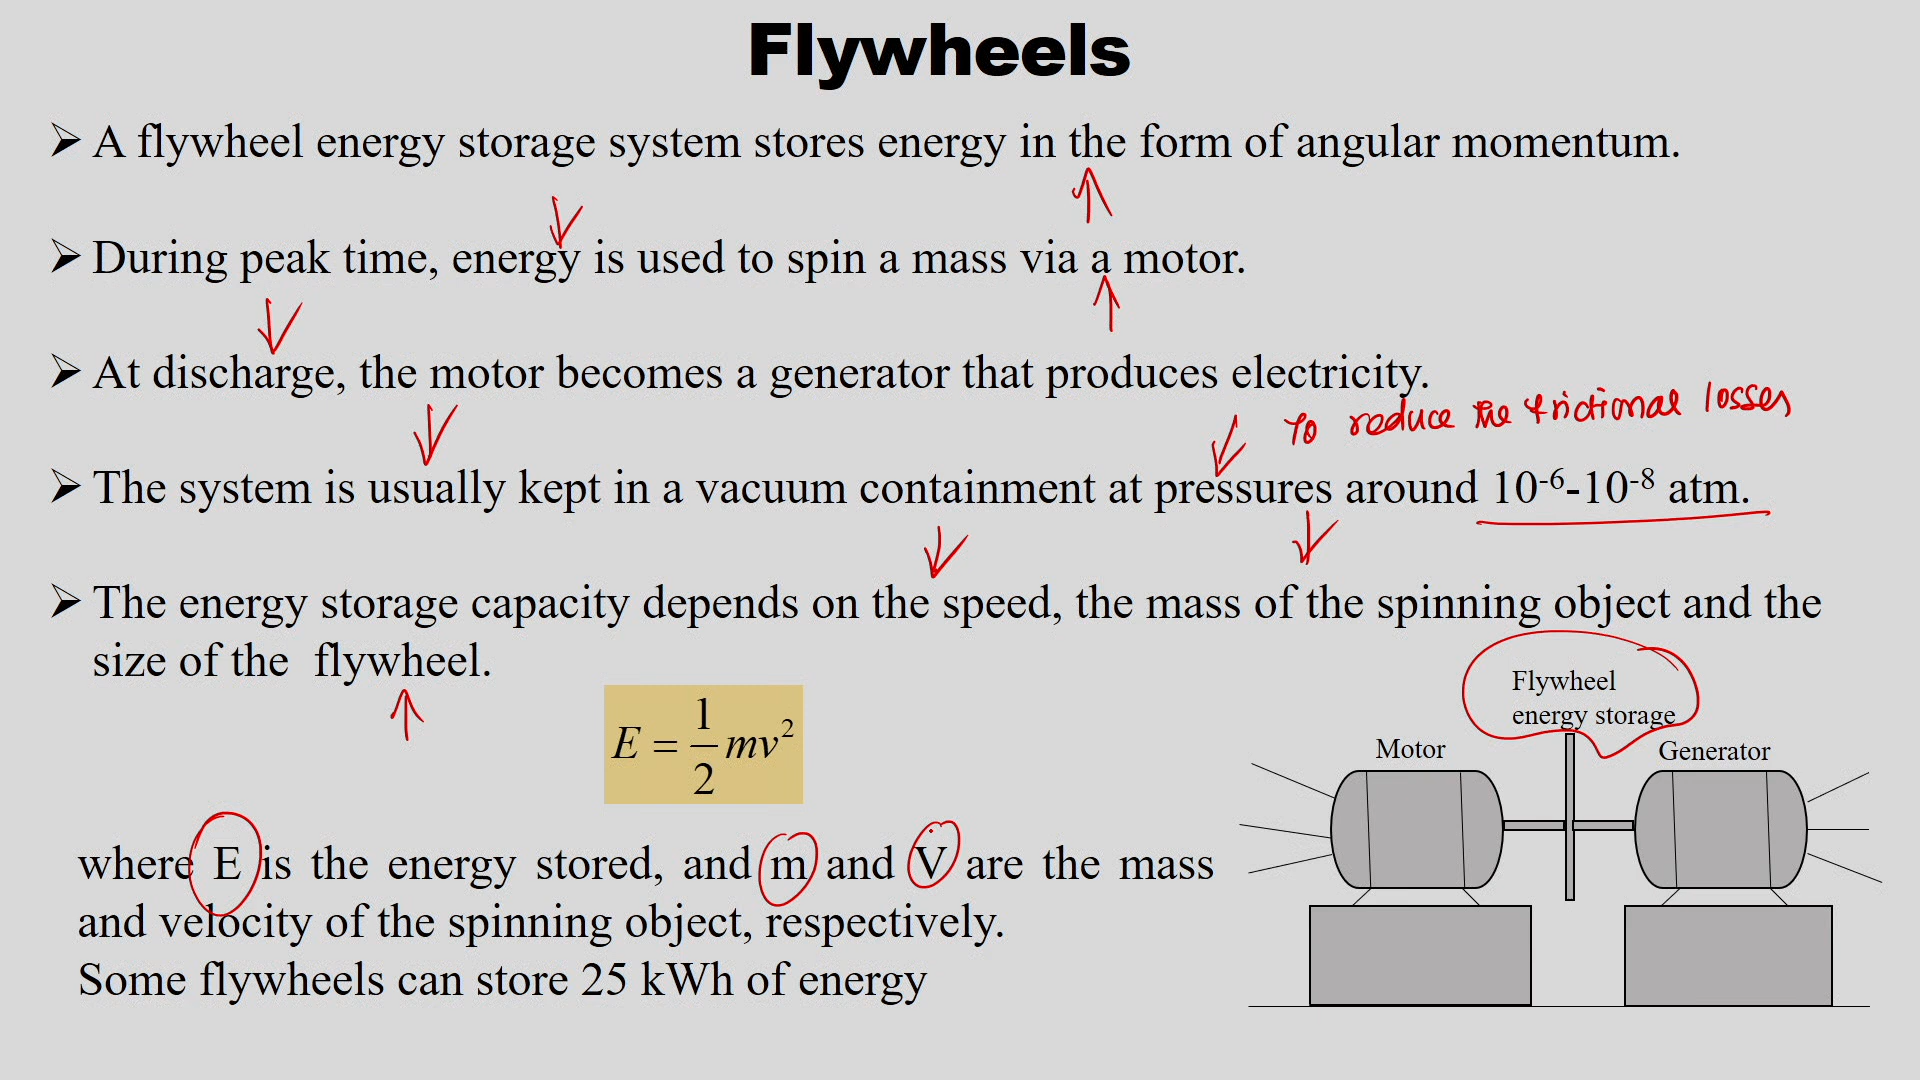 Flywheels
➢ A flywheel energy storage system stores energy in the form of angular momentum.
➢ During peak time, energy is used to spin a mass via a motor.
➢ At discharge, the motor becomes a generator that produces electricity.
To reduce the frictional losses
➢ The system is usually kept in a vacuum containment at pressures around 10⁻⁶-10⁻⁸ atm.
➢ The energy storage capacity depends on the speed, the mass of the spinning object and the
size of the flywheel.
E = 1/2 mv²
Flywheel
energy storage
Motor
Generator
where E is the energy stored, and m and V are the mass
and velocity of the spinning object, respectively.
Some flywheels can store 25 kWh of energy